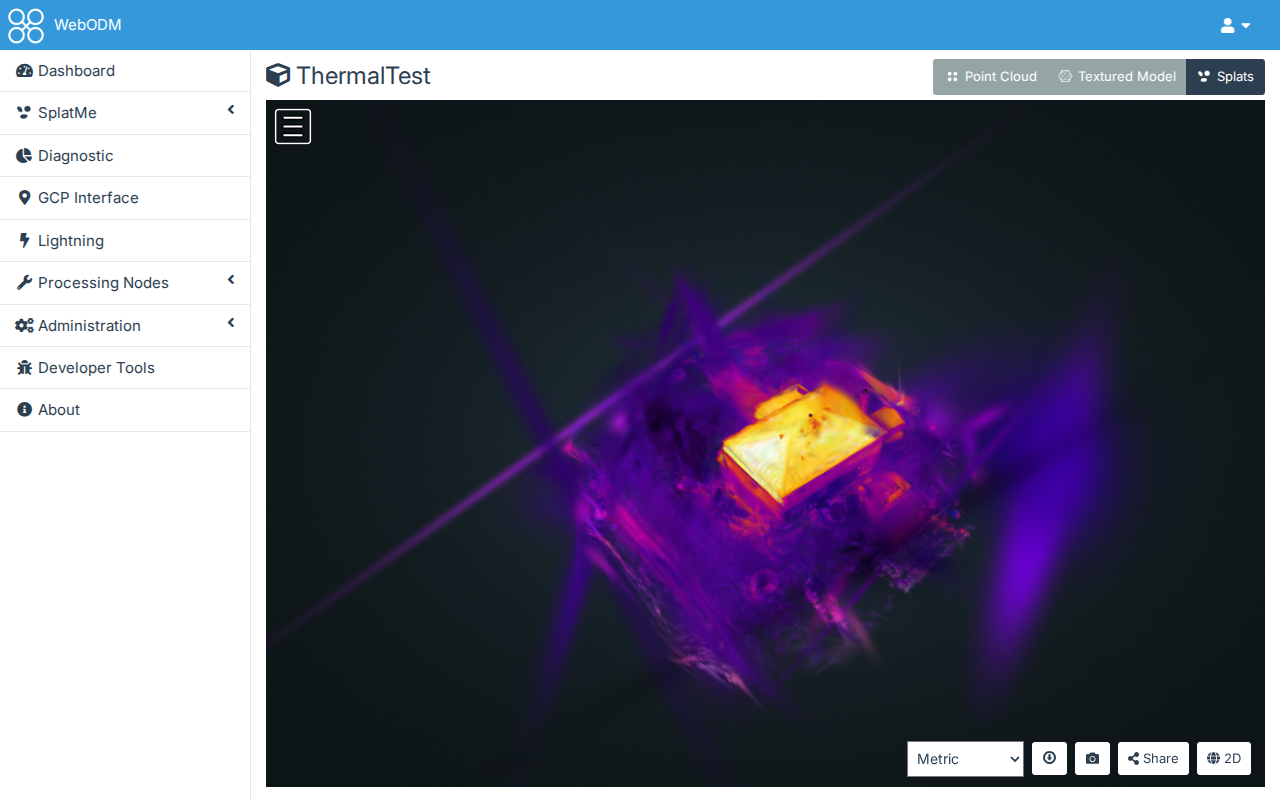 WebODM
Dashboard
SplatMe
Diagnostic
GCP Interface
Lightning
Processing Nodes
Administration
Developer Tools
About
ThermalTest
Point Cloud
Textured Model
Splats
Metric
Share
2D